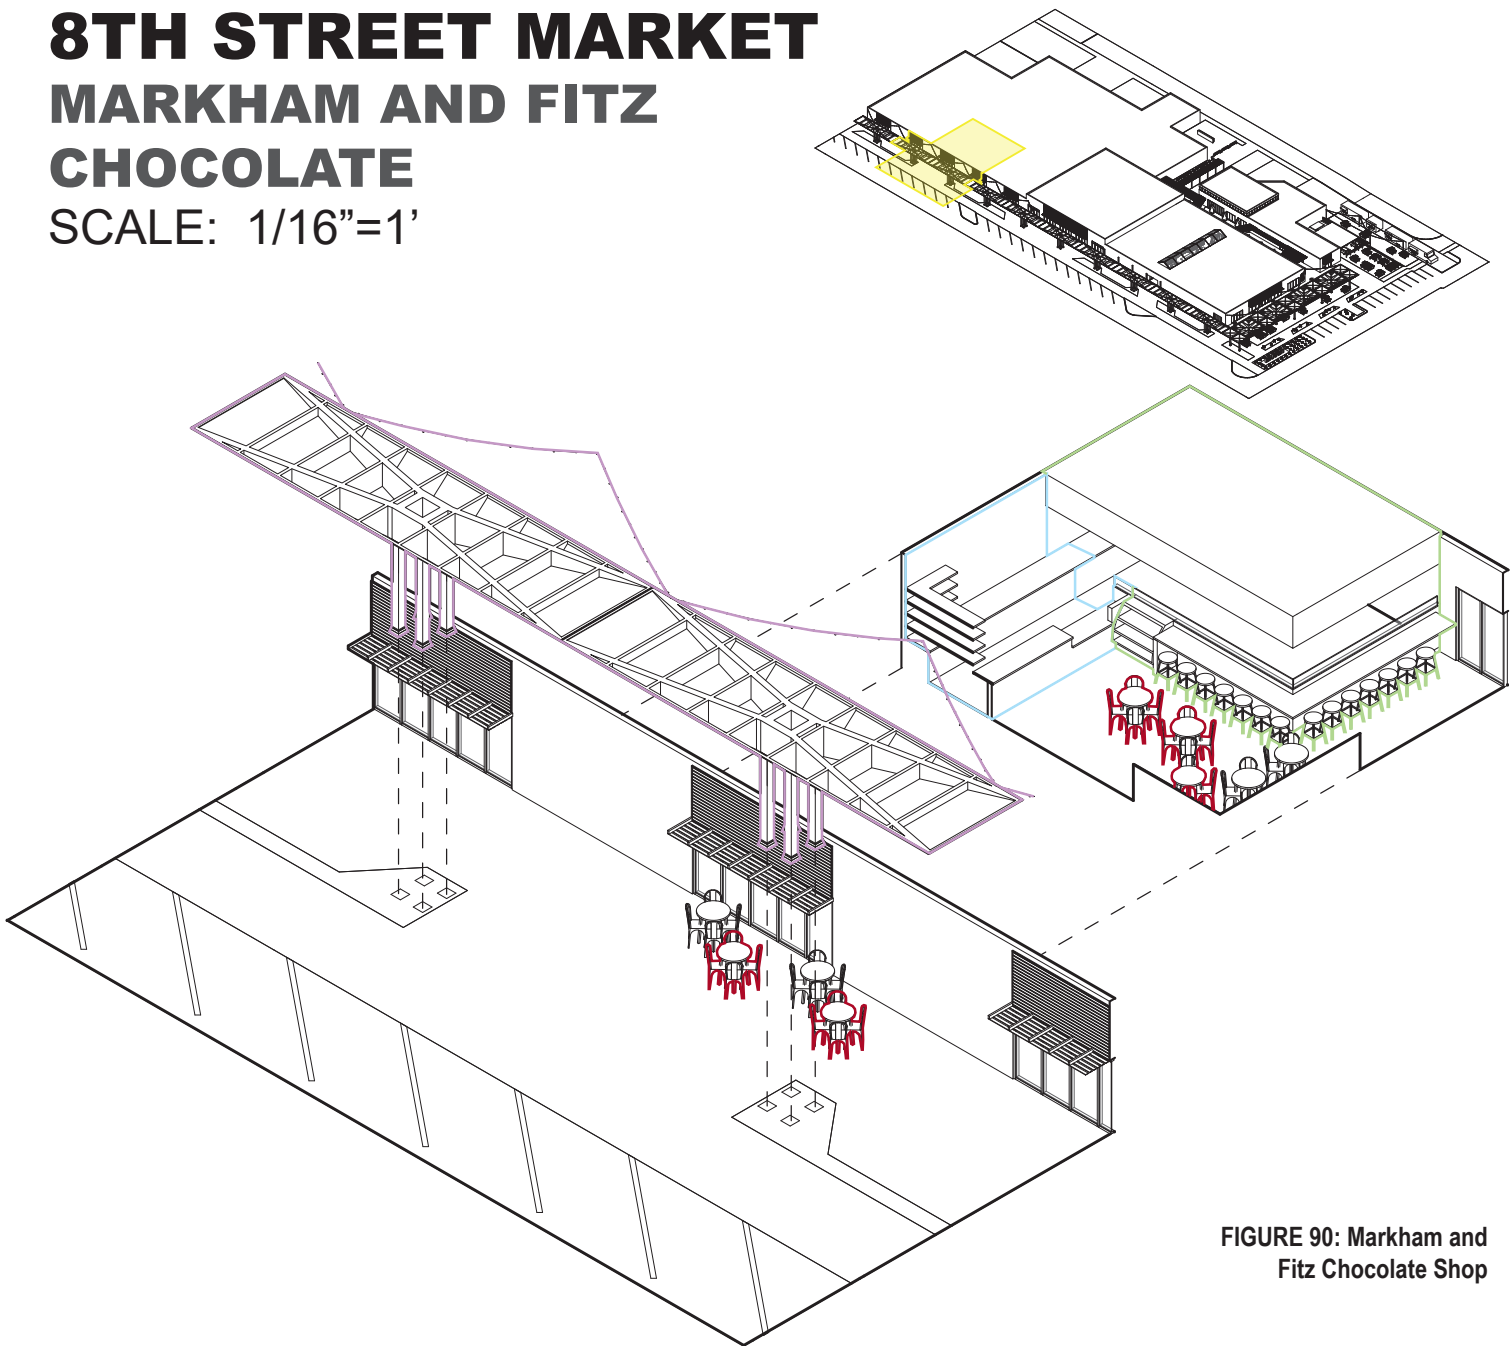 8TH STREET MARKET
MARKHAM AND FITZ
CHOCOLATE
SCALE: 1/16”=1’
FIGURE 90: Markham and
Fitz Chocolate Shop